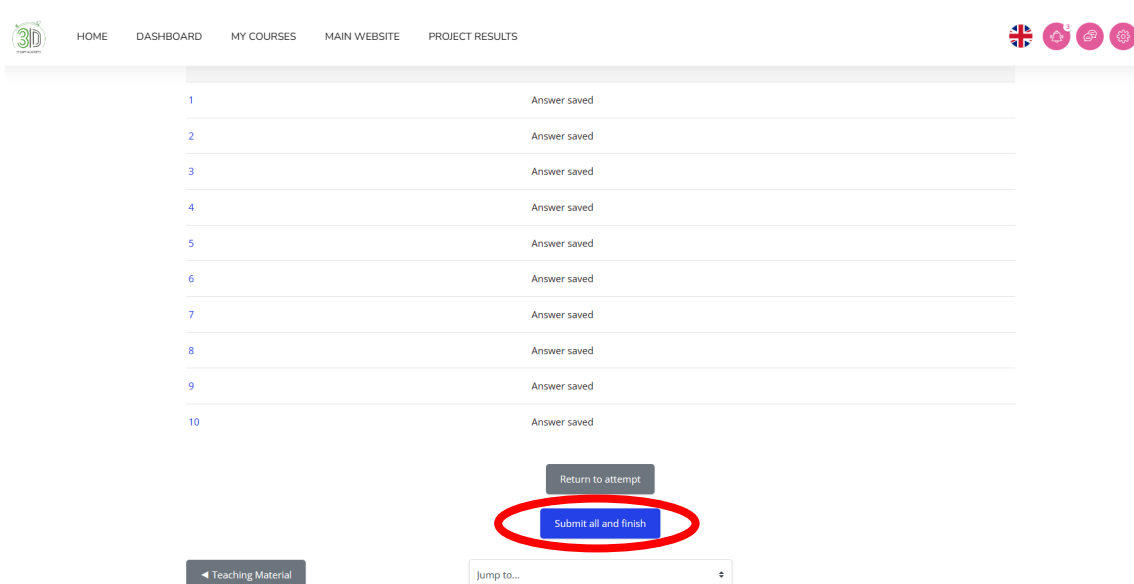 3D
HOME DASHBOARD MY COURSES MAIN WEBSITE PROJECT RESULTS
3
1 Answer saved
2 Answer saved
3 Answer saved
4 Answer saved
5 Answer saved
6 Answer saved
7 Answer saved
8 Answer saved
9 Answer saved
10 Answer saved
Return to attempt
Submit all and finish
◄ Teaching Material Jump to...